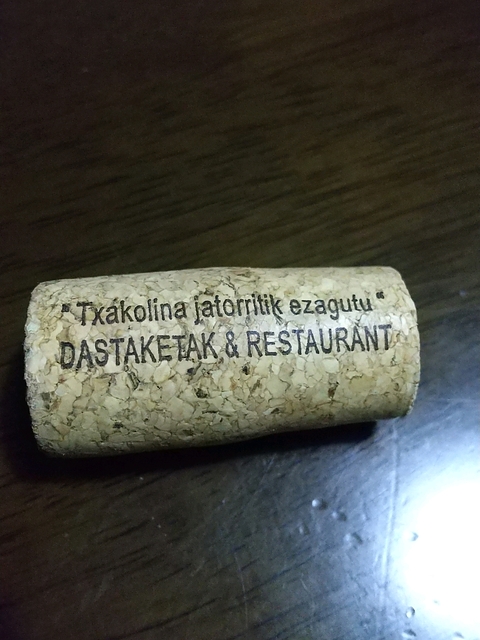 "Txakolina jatorritik ezagutu"
DASTAKETAK & RESTAURANT